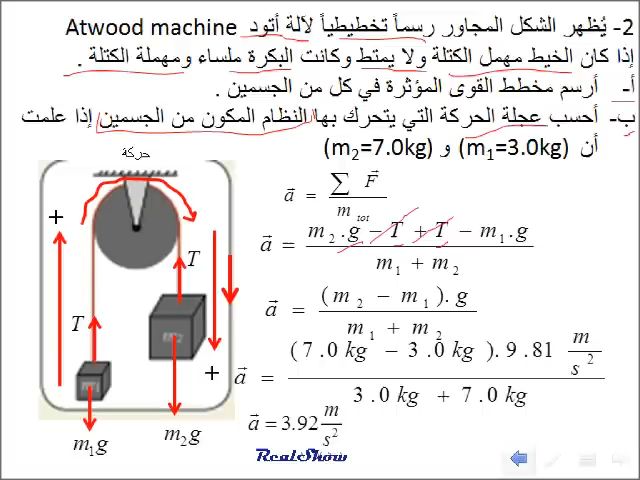 2- يُظهر الشكل المجاور رسماً تخطيطياً لآلة أتود Atwood machine
إذا كان الخيط مهمل الكتلة ولا يمتط وكانت البكرة ملساء ومهملة الكتلة .
أ- أرسم مخطط القوى المؤثرة في كل من الجسمين .
ب- أحسب عجلة الحركة التي يتحرك بها النظام المكون من الجسمين إذا علمت
أن (m1=3.0kg) و (m2=7.0kg)
حركة
+
T
T
+
m₁g
m₂g
a⃗ = ∑ F⃗ / m tot
a⃗ = m₂.g − T + T − m₁.g / m₁ + m₂
a⃗ = (m₂ − m₁).g / m₁ + m₂
a⃗ = (7.0 kg − 3.0 kg).9.81 m/s² / 3.0 kg + 7.0 kg
a⃗ = 3.92 m/s²
RealShow